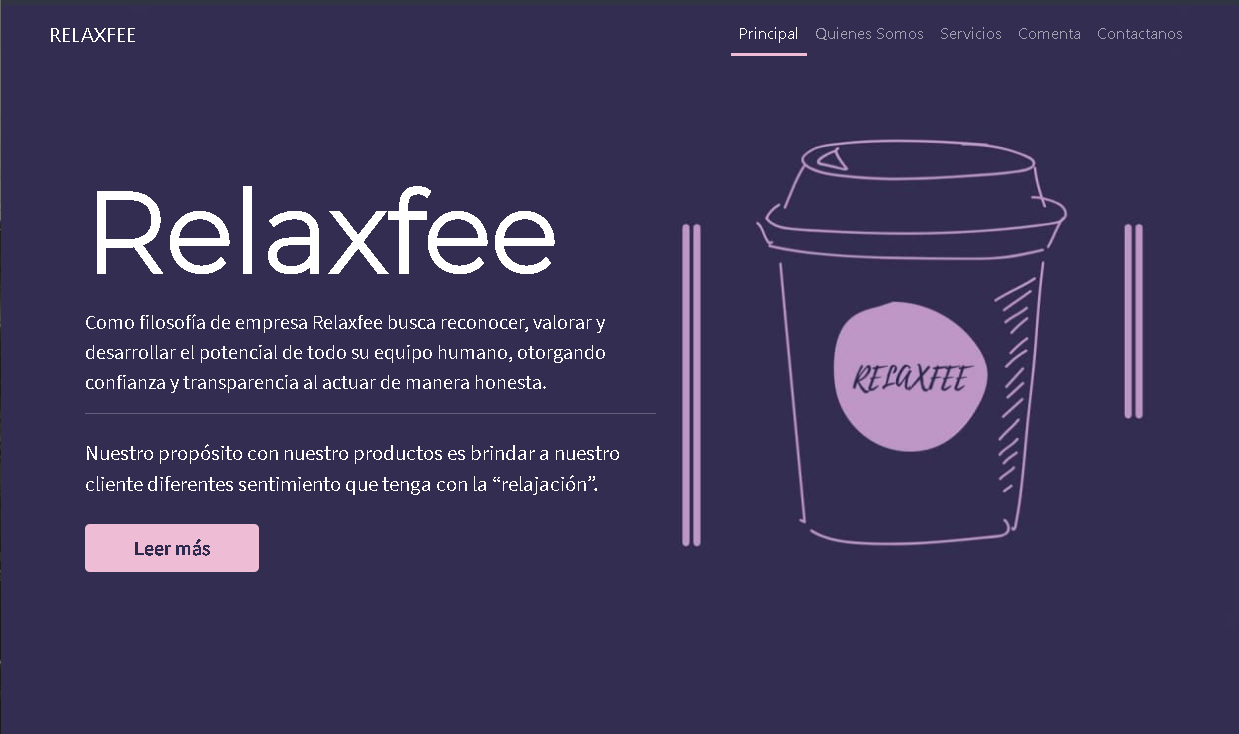 RELAXFEE
Principal Quienes Somos Servicios Comenta Contactanos
Relaxfee
Como filosofía de empresa Relaxfee busca reconocer, valorar y
desarrollar el potencial de todo su equipo humano, otorgando
confianza y transparencia al actuar de manera honesta.
Nuestro propósito con nuestro productos es brindar a nuestro
cliente diferentes sentimiento que tenga con la “relajación”.
Leer más
RELAXFEE